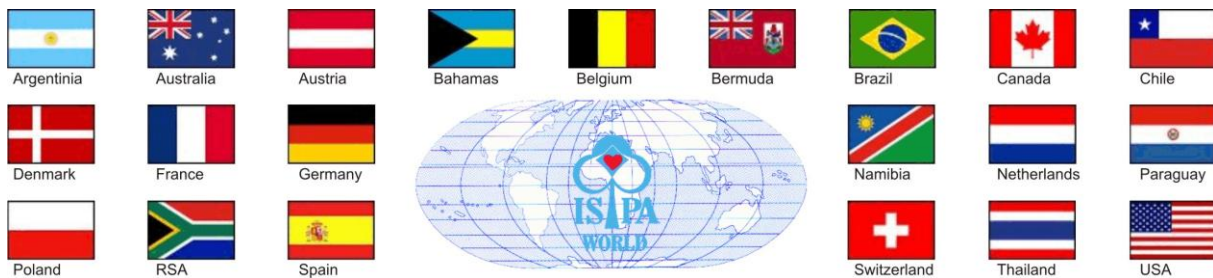 Argentinia Australia Austria Bahamas Belgium Bermuda Brazil Canada Chile
Denmark France Germany Namibia Netherlands Paraguay
ISPA
WORLD
Poland RSA Spain Switzerland Thailand USA